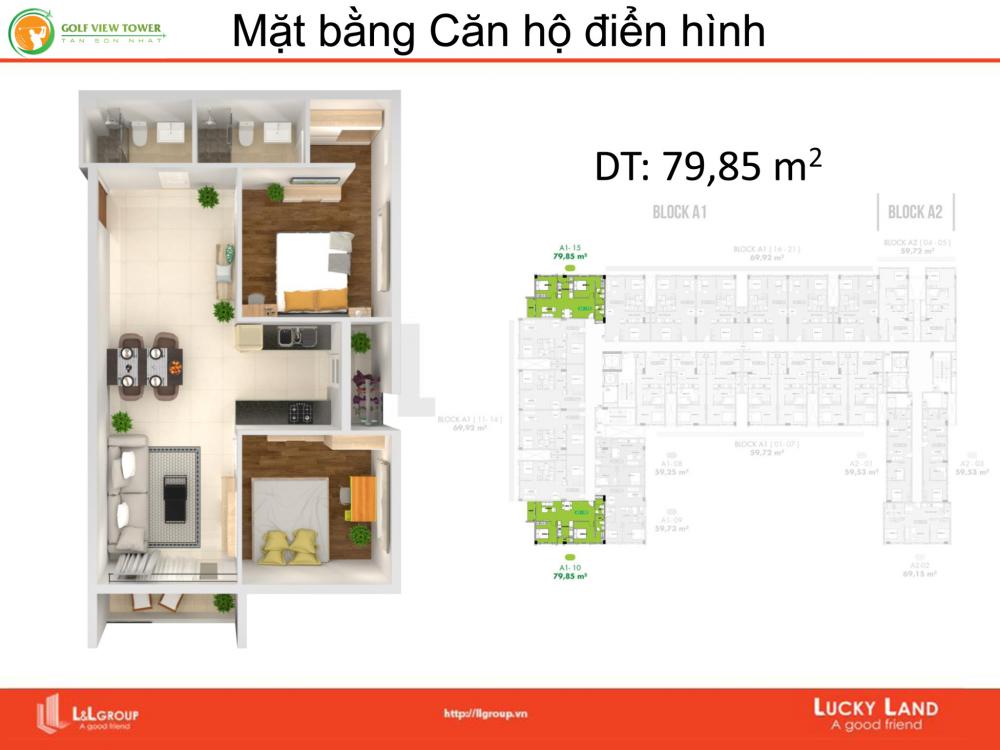 GOLF VIEW TOWER
TAN SON NHAT
Mặt bằng Căn hộ điển hình
DT: 79,85 m²
BLOCK A1
BLOCK A2
A1- 15
79,85 m²
BLOCK A1 ( 16 - 21 )
69,92 m²
BLOCK A2 ( 04 - 05 )
59,72 m²
BLOCK A1 ( 11- 14 )
69,92 m²
BLOCK A1 ( 01- 07 )
59,72 m²
A1- 08
59,25 m²
A2 - 01
59,53 m²
A2 - 03
59,53 m²
A1-09
59,73 m²
A1- 10
79,85 m²
A2-02
69,15 m²
L&LGROUP
A good friend
http://llgroup.vn
LUCKY LAND
A good friend